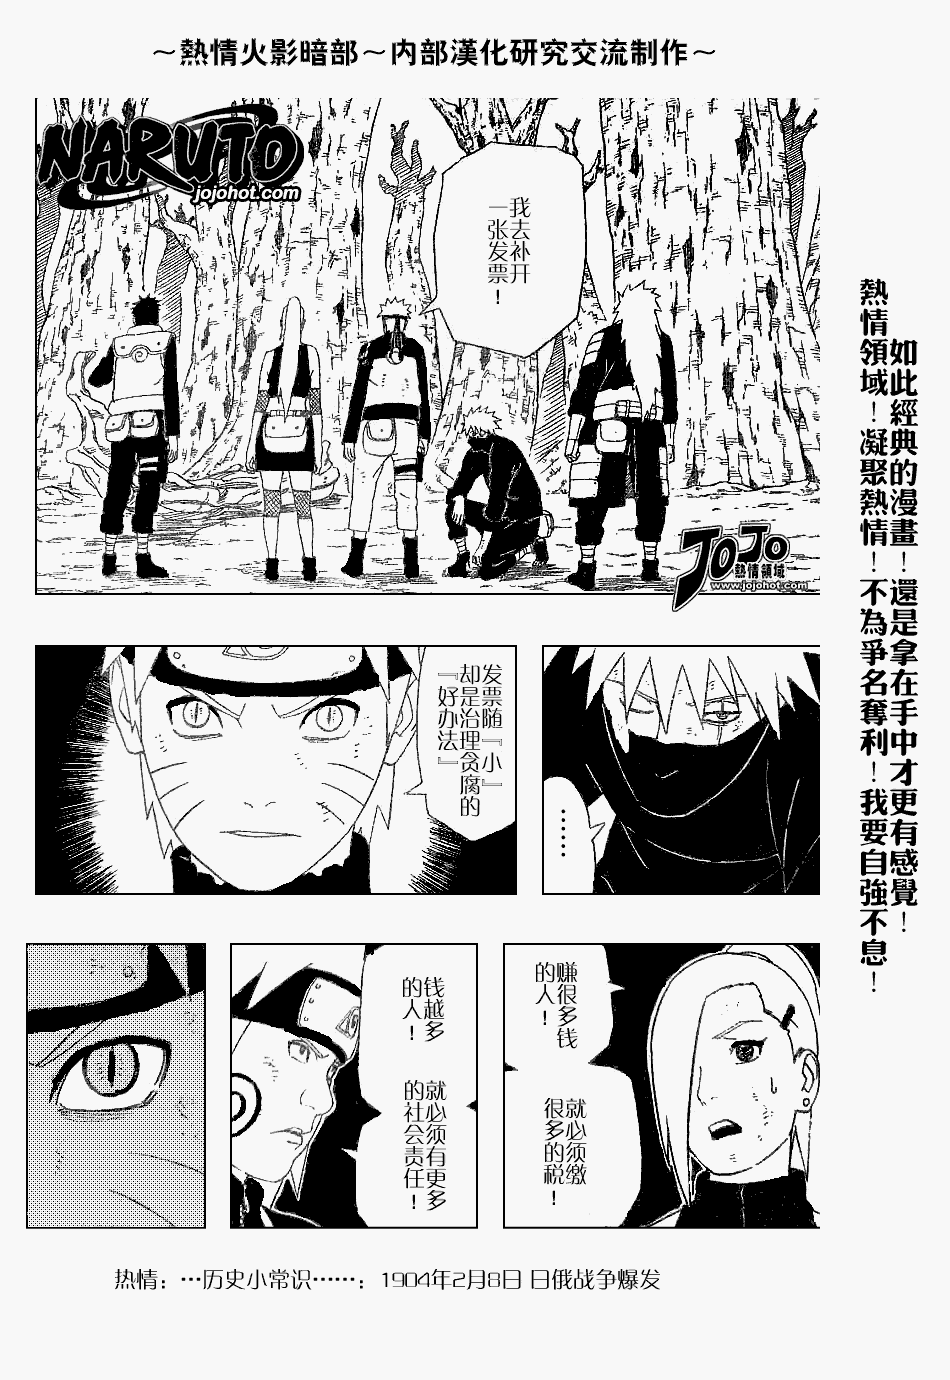 ～熱情火影暗部～内部漢化研究交流制作～
NARUTO
jojohot.com
我去补开
一张发票！
JOJO
熱情領域
www.jojohot.com
如此經典的漫畫！還是拿在手中才更有感覺！
熱情領域！凝聚熱情！不為爭名奪利！我要自強不息！
……
发票随『小』
却是治理贪腐的
『好办法』
赚很多钱
的人！
就必须缴
很多的税！
钱越多
的人！
就必须有更多
的社会责任！
热情：…历史小常识……：1904年2月8日 日俄战争爆发